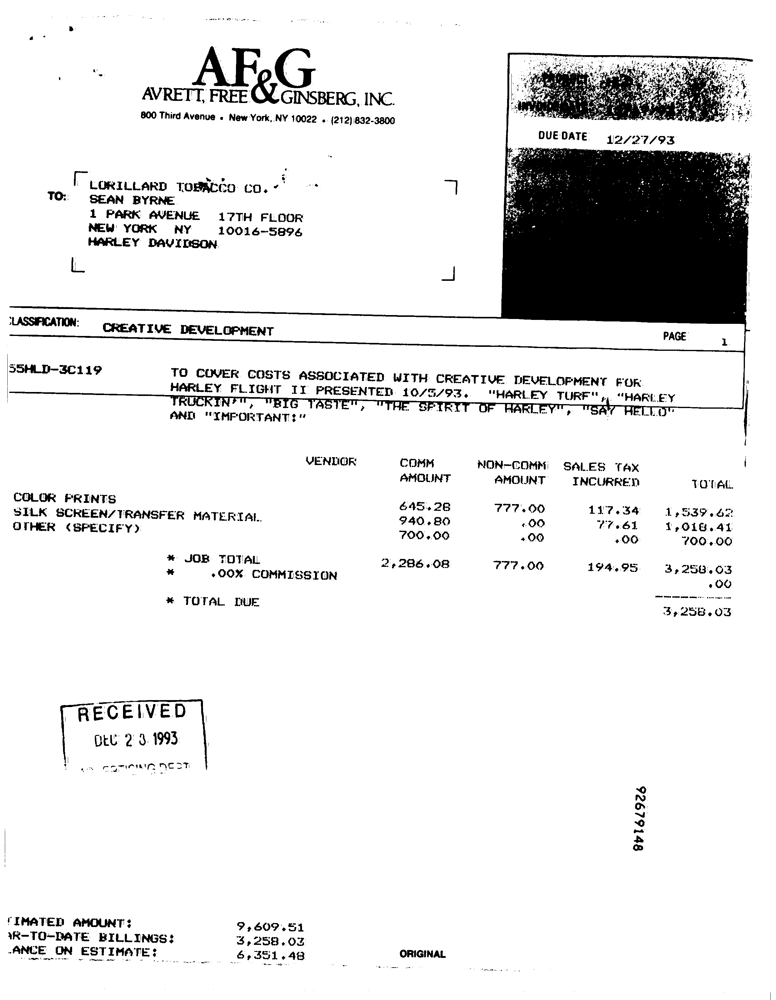 AF&G
AVRETT, FREE & GINSBERG, INC.
800 Third Avenue • New York, NY 10022 • (212) 832-3800
DUE DATE 12/27/93
TO:
LORILLARD TOBACCO CO.
SEAN BYRNE
1 PARK AVENUE 17TH FLOOR
NEW YORK NY 10016-5896
HARLEY DAVIDSON
LASSIFICATION: CREATIVE DEVELOPMENT
PAGE 1
55HLD-3C119 TO COVER COSTS ASSOCIATED WITH CREATIVE DEVELOPMENT FOR
HARLEY FLIGHT II PRESENTED 10/5/93. "HARLEY TURF", "HARLEY
TRUCKIN'", "BIG TASTE", "THE SPIRIT OF HARLEY", "SAY HELLO"
AND "IMPORTANT:"
VENDOR COMM NON-COMM SALES TAX
AMOUNT AMOUNT INCURRED TOTAL
COLOR PRINTS 645.28 777.00 117.34 1,539.62
SILK SCREEN/TRANSFER MATERIAL 940.80 .00 77.61 1,018.41
OTHER (SPECIFY) 700.00 .00 .00 700.00
* JOB TOTAL 2,286.08 777.00 194.95 3,258.03
* .00% COMMISSION .00
* TOTAL DUE 3,258.03
RECEIVED
DEC 23 1993
92679148
TIMATED AMOUNT: 9,609.51
AR-TO-DATE BILLINGS: 3,258.03
LANCE ON ESTIMATE: 6,351.48
ORIGINAL